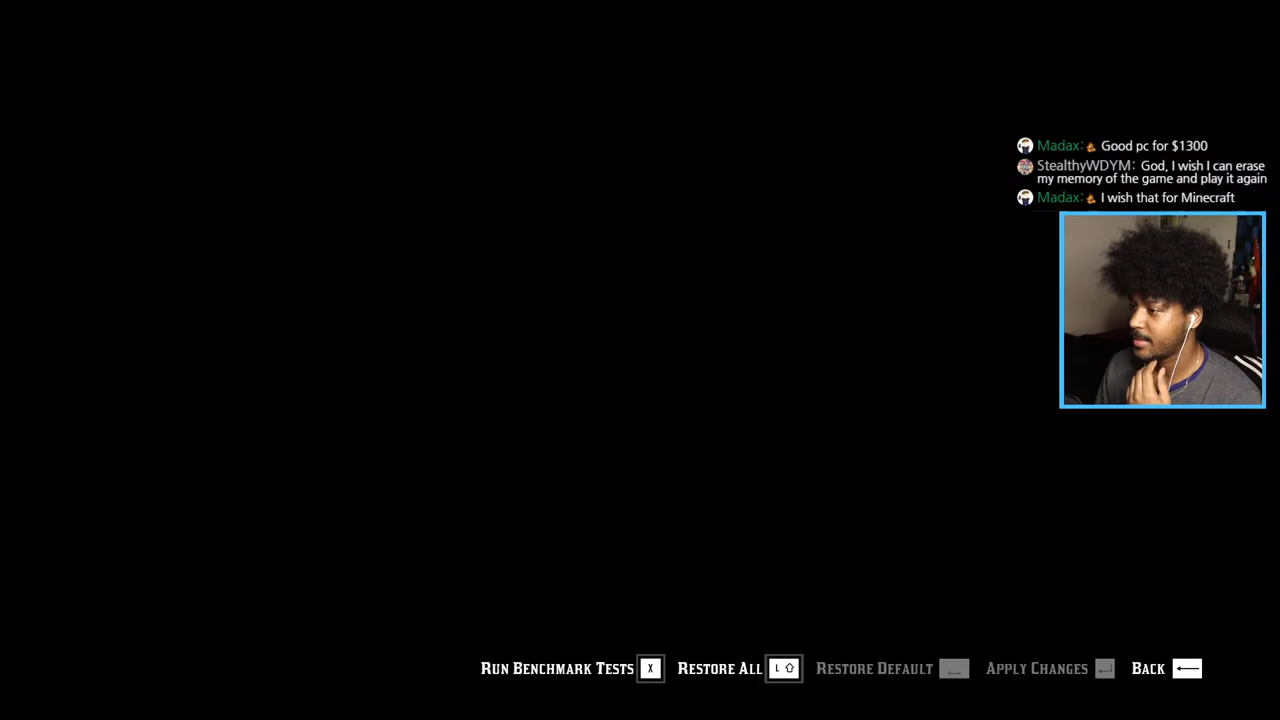 Madax: Good pc for $1300
StealthyWDYM: God, I wish I can erase
my memory of the game and play it again
Madax: I wish that for Minecraft
RUN BENCHMARK TESTS X RESTORE ALL L RESTORE DEFAULT APPLY CHANGES BACK